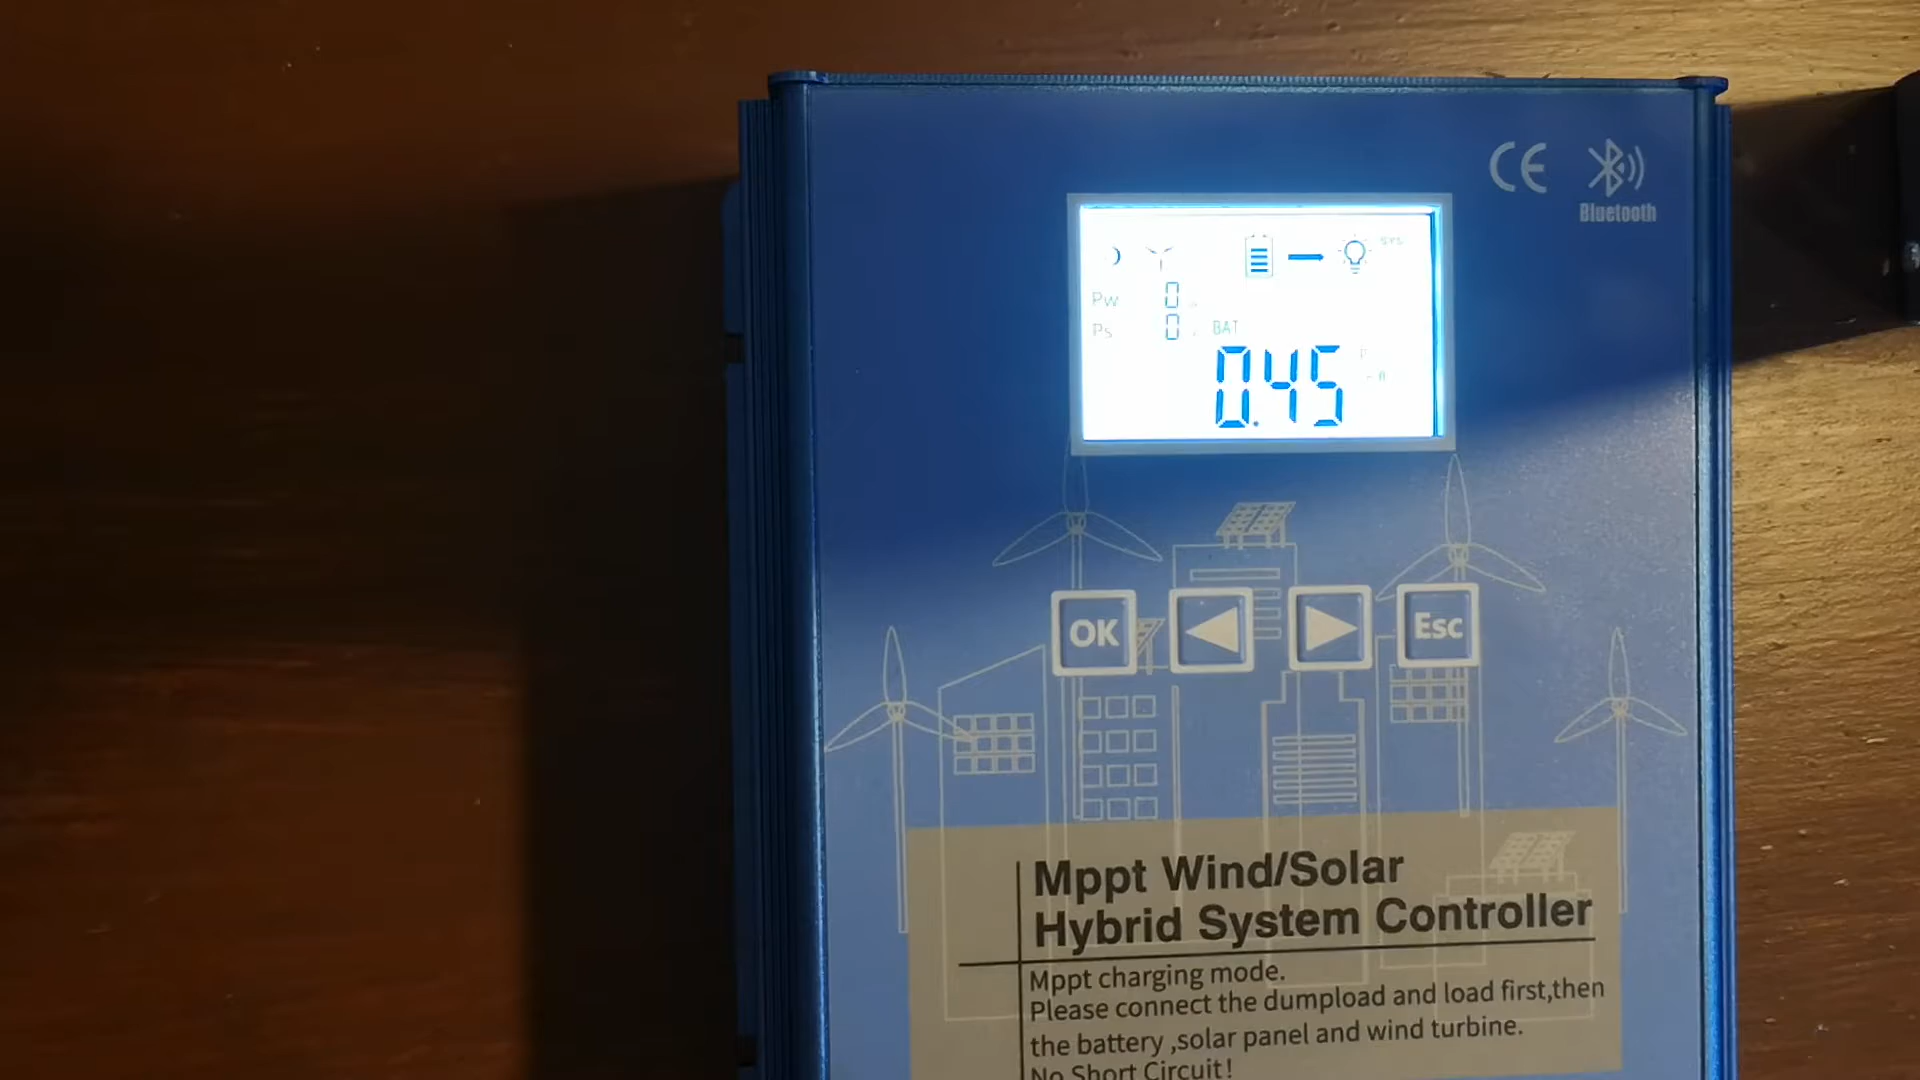 CE
Bluetooth
Pw 0
Ps 0
BAT
0.45
OK
Esc
Mppt Wind/Solar
Hybrid System Controller
Mppt charging mode.
Please connect the dumpload and load first,then
the battery ,solar panel and wind turbine.
No Short Circuit!